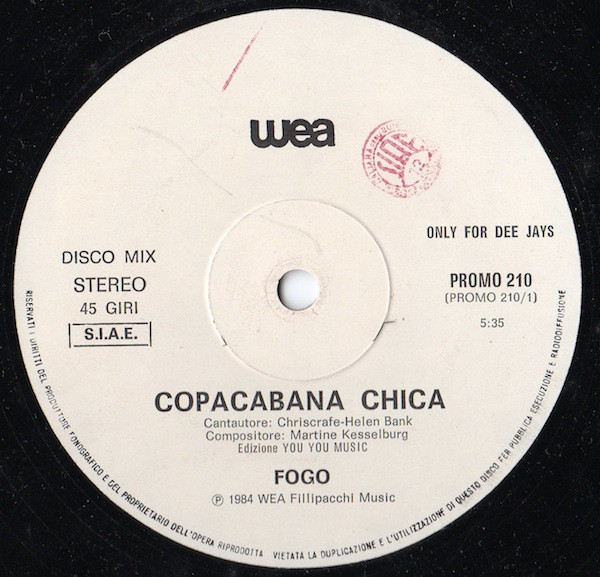 wea
ONLY FOR DEE JAYS
DISCO MIX
STEREO
45 GIRI
S.I.A.E.
PROMO 210
(PROMO 210/1)
5:35
COPACABANA CHICA
Cantautore: Chriscrafe-Helen Bank
Compositore: Martine Kesselburg
Edizione YOU YOU MUSIC
FOGO
℗ 1984 WEA Fillipacchi Music
RISERVATI I DIRITTI DEL PRODUTTORE FONOGRAFICO E DEL PROPRIETARIO DELL'OPERA RIPRODOTTA VIETATA LA DUPLICAZIONE E L'UTILIZZAZIONE DI QUESTO DISCO PER PUBBLICA ESECUZIONE E RADIODIFFUSIONE